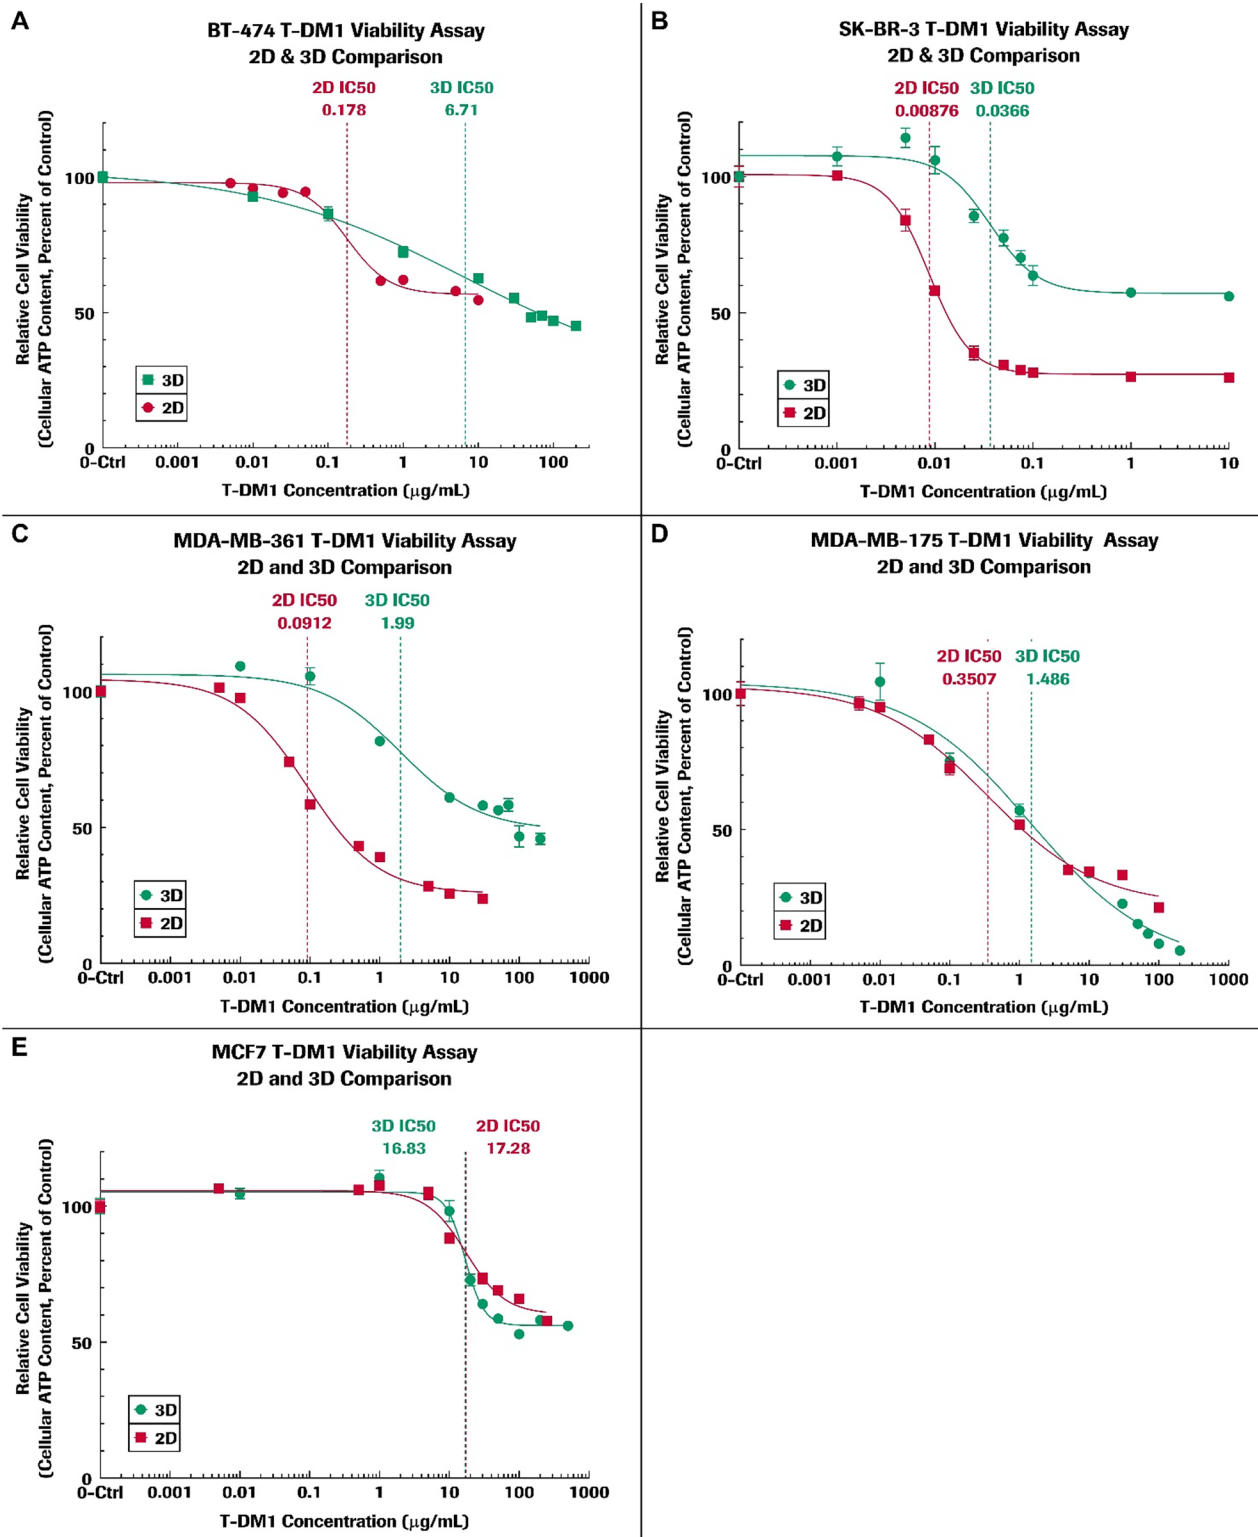 A
BT-474 T-DM1 Viability Assay
2D & 3D Comparison
2D IC50 3D IC50
0.178 6.71
Relative Cell Viability
(Cellular ATP Content, Percent of Control)
100
50
0
3D
2D
0-Ctrl 0.001 0.01 0.1 1 10 100
T-DM1 Concentration (µg/mL)
B
SK-BR-3 T-DM1 Viability Assay
2D & 3D Comparison
2D IC50 3D IC50
0.00876 0.0366
Relative Cell Viability
(Cellular ATP Content, Percent of Control)
100
50
0
3D
2D
0-Ctrl 0.001 0.01 0.1 1 10
T-DM1 Concentration (µg/mL)
C
MDA-MB-361 T-DM1 Viability Assay
2D and 3D Comparison
2D IC50 3D IC50
0.0912 1.99
Relative Cell Viability
(Cellular ATP Content, Percent of Control)
100
50
0
3D
2D
0-Ctrl 0.001 0.01 0.1 1 10 100 1000
T-DM1 Concentration (µg/mL)
D
MDA-MB-175 T-DM1 Viability Assay
2D and 3D Comparison
2D IC50 3D IC50
0.3507 1.486
Relative Cell Viability
(Cellular ATP Content, Percent of Control)
100
50
0
3D
2D
0-Ctrl 0.001 0.01 0.1 1 10 100 1000
T-DM1 Concentration (µg/mL)
E
MCF7 T-DM1 Viability Assay
2D and 3D Comparison
3D IC50 2D IC50
16.83 17.28
Relative Cell Viability
(Cellular ATP Content, Percent of Control)
100
50
0
3D
2D
0-Ctrl 0.001 0.01 0.1 1 10 100 1000
T-DM1 Concentration (µg/mL)